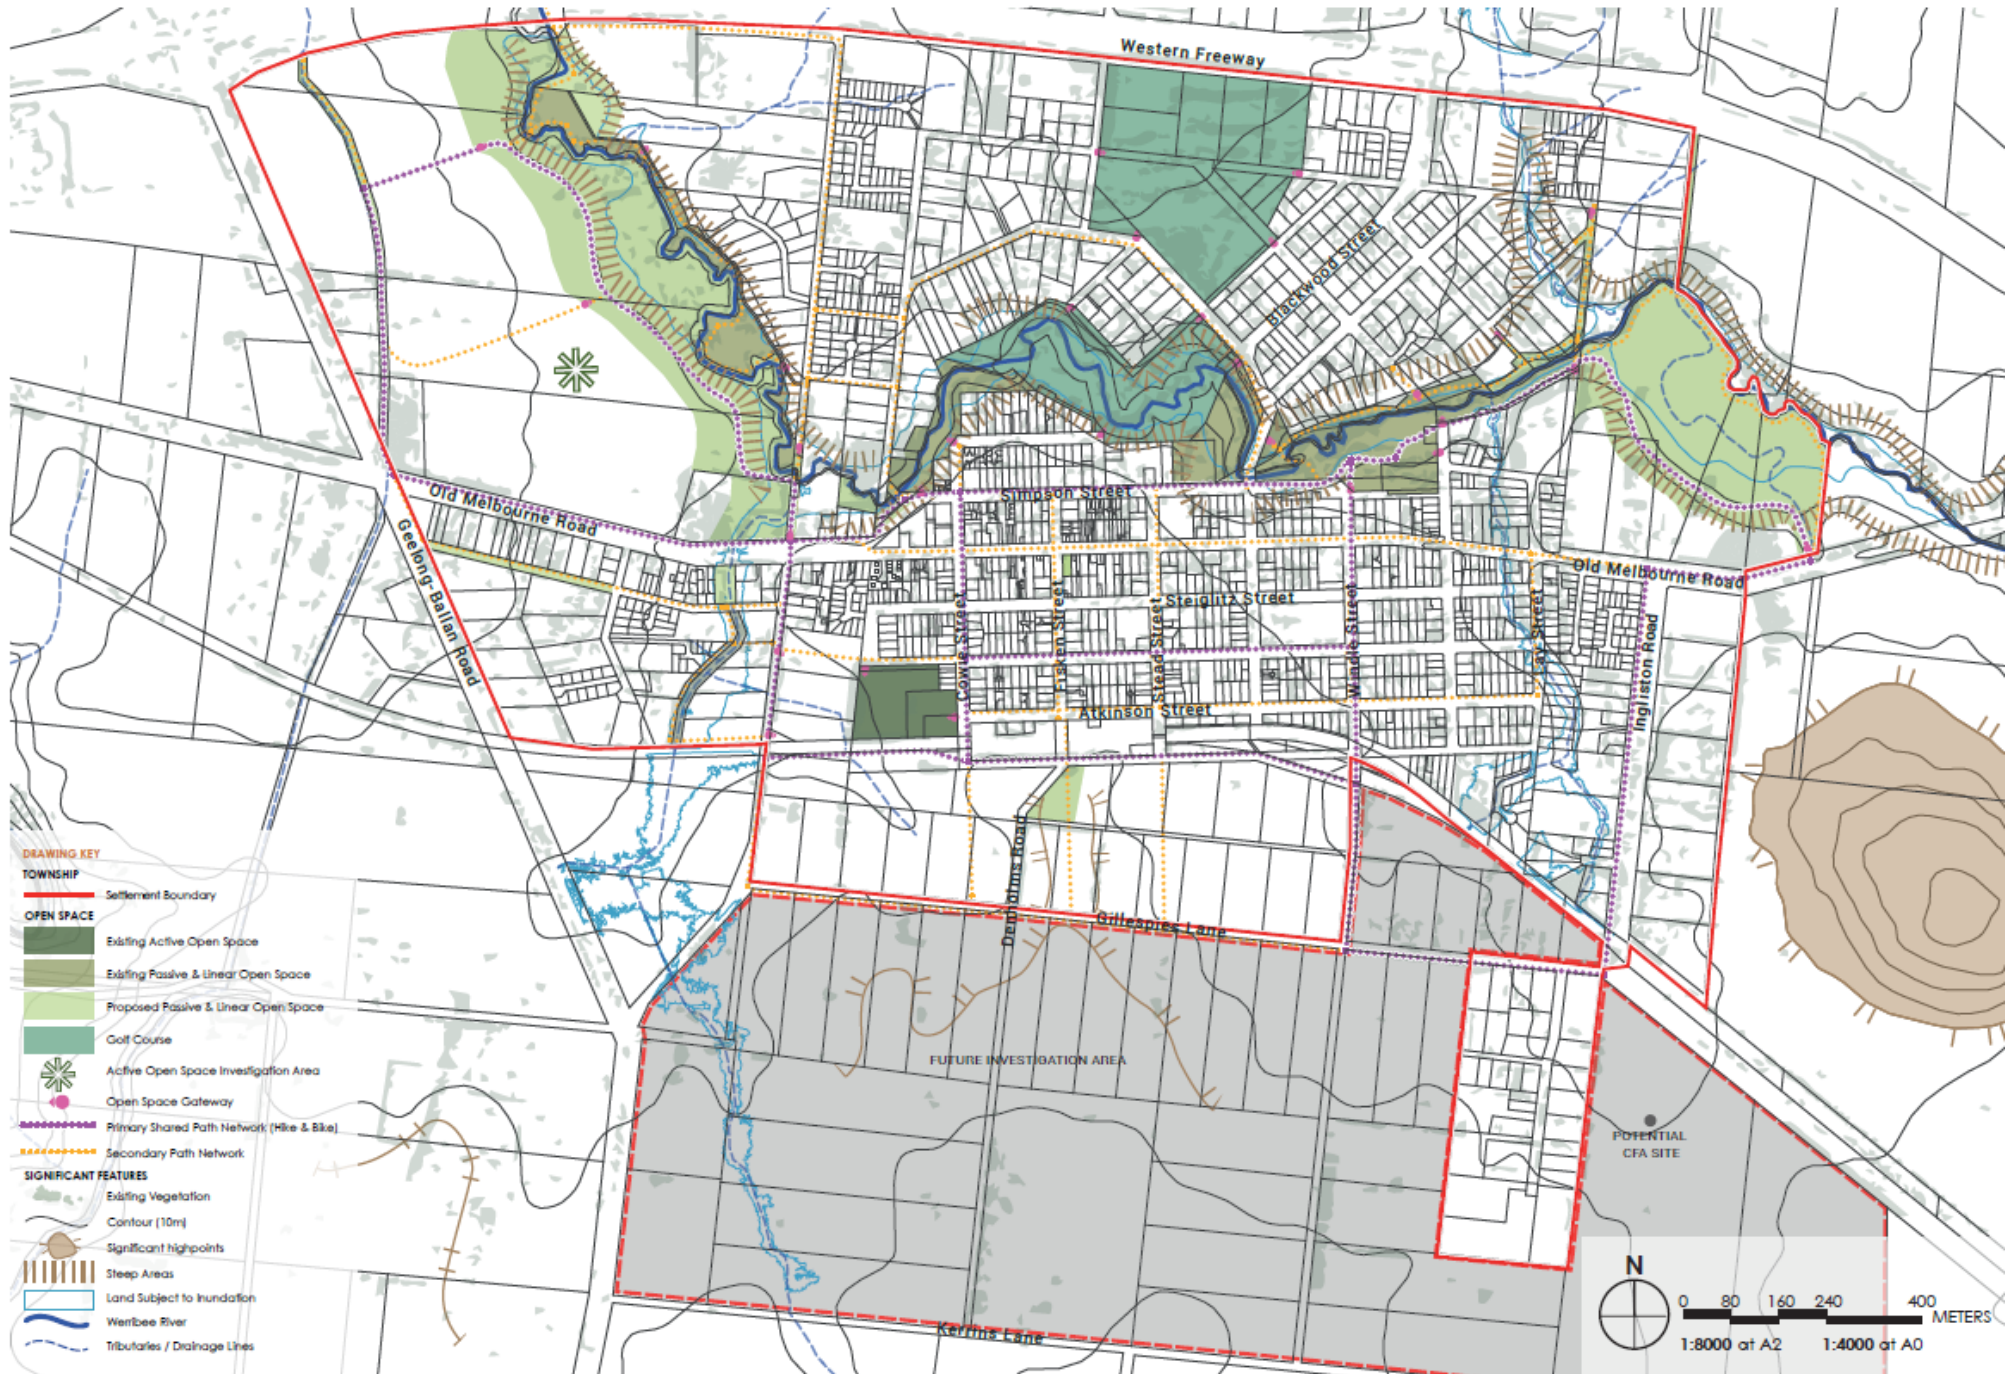 Western Freeway
Blackwood Street
Simpson Street
Old Melbourne Road
Geelong-Ballan Road
Old Melbourne Road
Steiglitz Street
Cowie Street
Fisken Street
Stead Street
Windle Street
Lay Street
Ingliston Road
Atkinson Street
Denholms Road
Gillespies Lane
FUTURE INVESTIGATION AREA
POTENTIAL
CFA SITE
Kerrins Lane
DRAWING KEY
TOWNSHIP
Settlement Boundary
OPEN SPACE
Existing Active Open Space
Existing Passive & Linear Open Space
Proposed Passive & Linear Open Space
Golf Course
Active Open Space Investigation Area
Open Space Gateway
Primary Shared Path Network (Hike & Bike)
Secondary Path Network
SIGNIFICANT FEATURES
Existing Vegetation
Contour (10m)
Significant highpoints
Steep Areas
Land Subject to Inundation
Werribee River
Tributaries / Drainage Lines
N
0 80 160 240 400
METERS
1:8000 at A2 1:4000 at A0